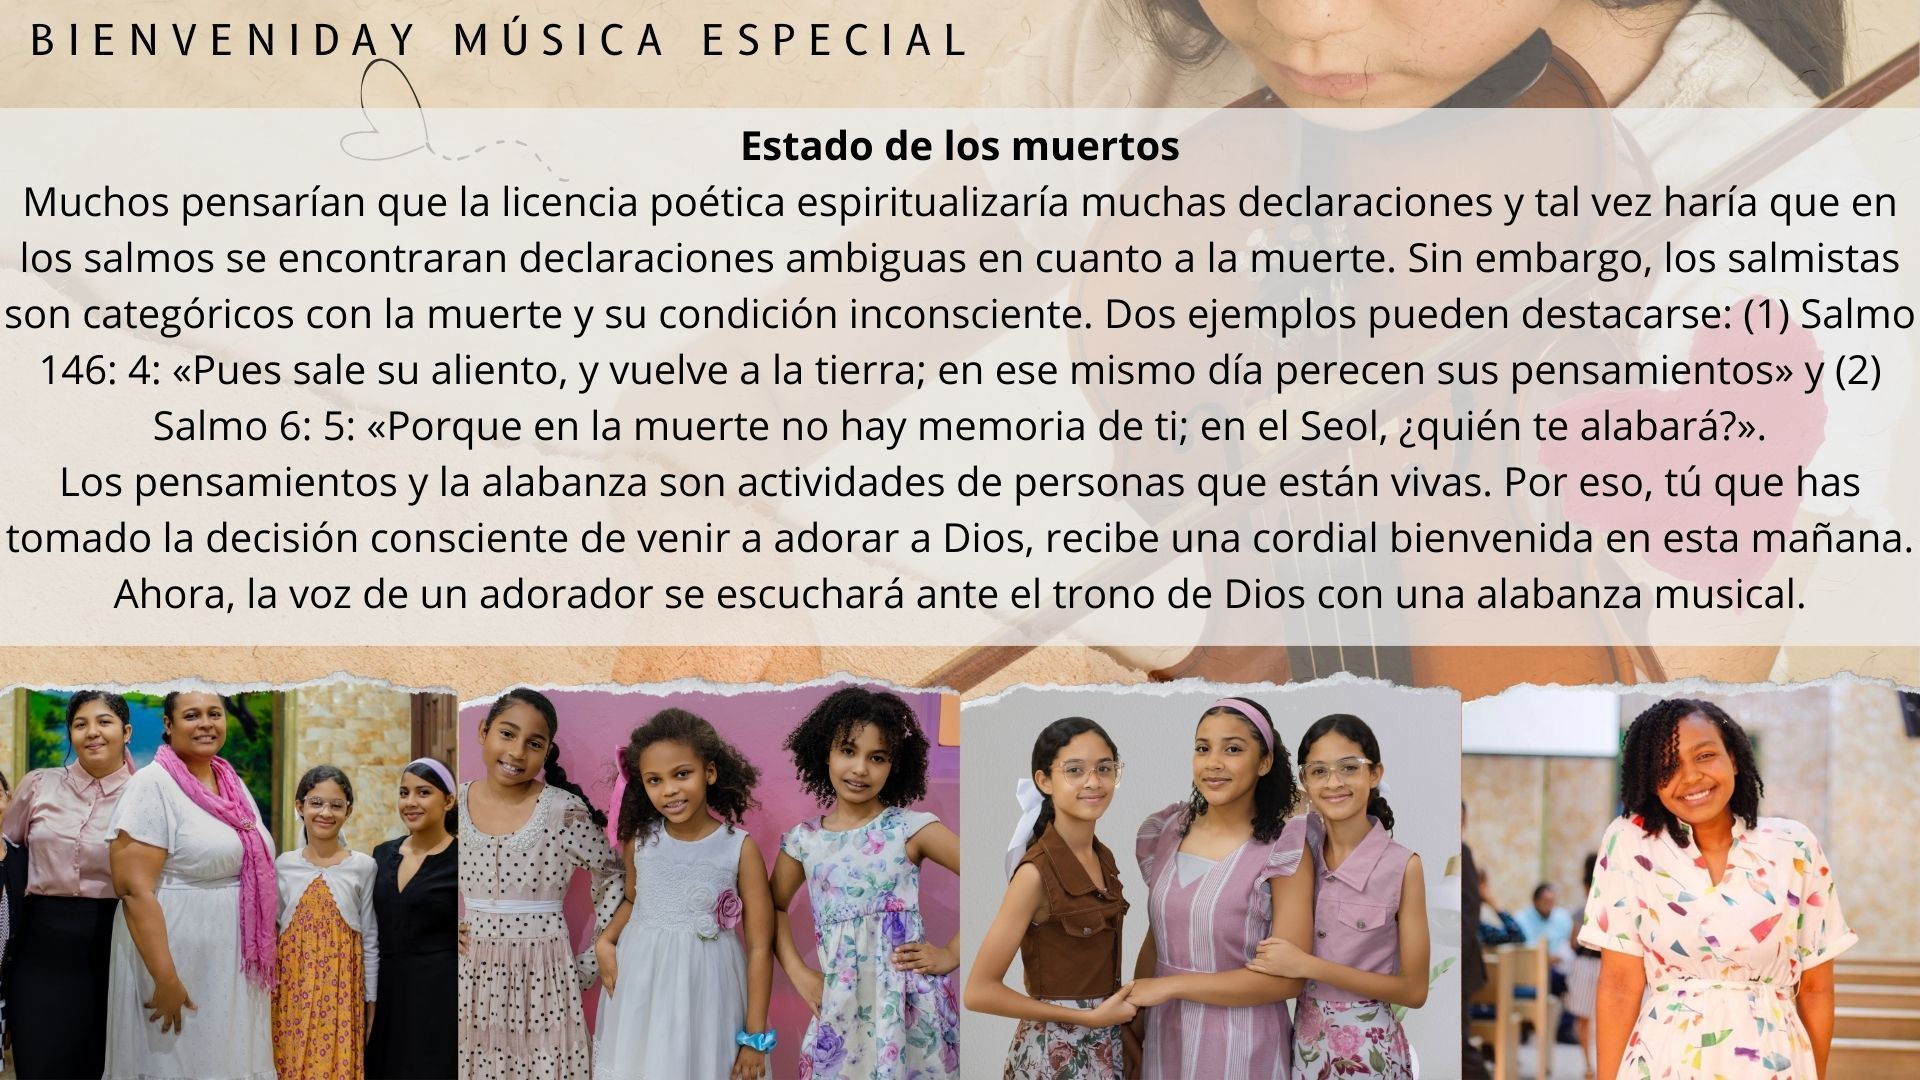 BIENVENIDAY MÚSICA ESPECIAL
Estado de los muertos
Muchos pensarían que la licencia poética espiritualizaría muchas declaraciones y tal vez haría que en
los salmos se encontraran declaraciones ambiguas en cuanto a la muerte. Sin embargo, los salmistas
son categóricos con la muerte y su condición inconsciente. Dos ejemplos pueden destacarse: (1) Salmo
146: 4: «Pues sale su aliento, y vuelve a la tierra; en ese mismo día perecen sus pensamientos» y (2)
Salmo 6: 5: «Porque en la muerte no hay memoria de ti; en el Seol, ¿quién te alabará?».
Los pensamientos y la alabanza son actividades de personas que están vivas. Por eso, tú que has
tomado la decisión consciente de venir a adorar a Dios, recibe una cordial bienvenida en esta mañana.
Ahora, la voz de un adorador se escuchará ante el trono de Dios con una alabanza musical.